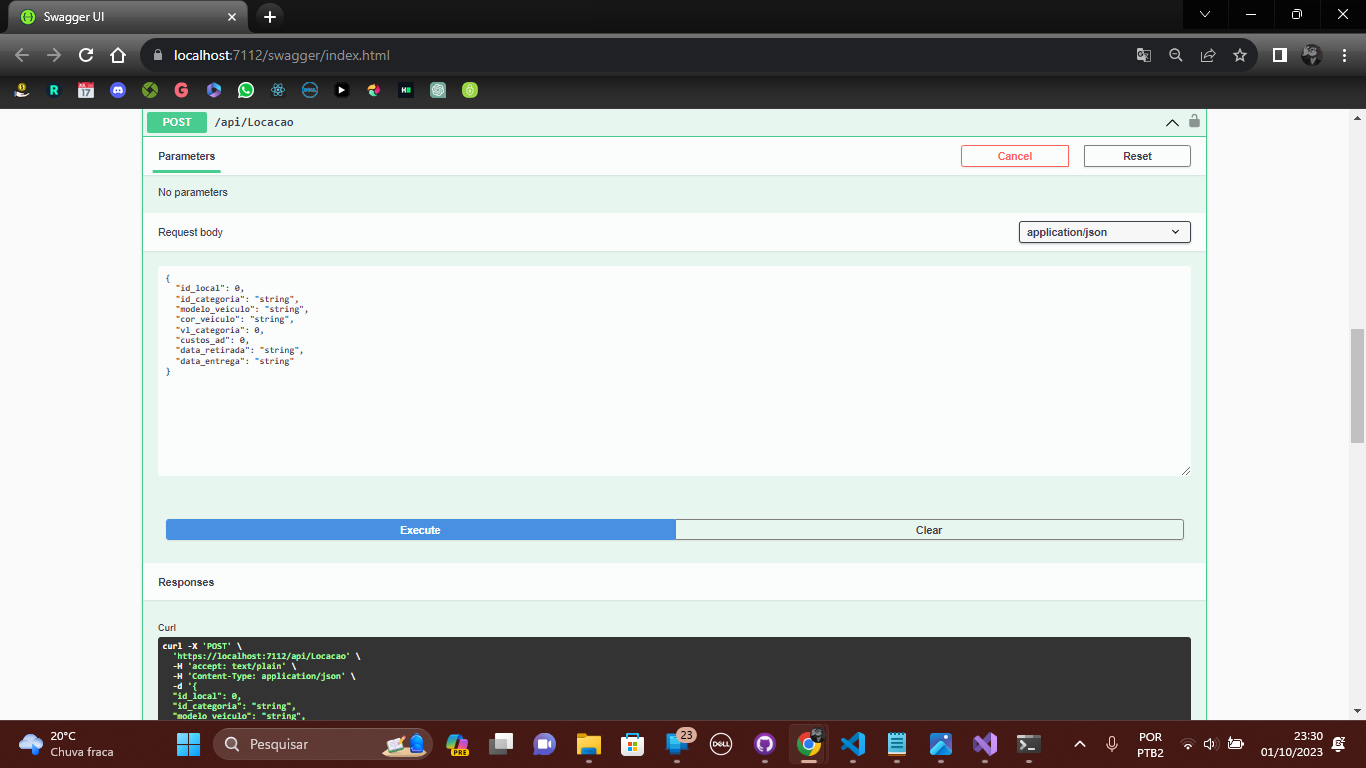 Swagger UI
localhost:7112/swagger/index.html
POST /api/Locacao
Parameters
Cancel
Reset
No parameters
Request body
application/json
{
"id_local": 0,
"id_categoria": "string",
"modelo_veiculo": "string",
"cor_veiculo": "string",
"vl_categoria": 0,
"custos_ad": 0,
"data_retirada": "string",
"data_entrega": "string"
}
Execute
Clear
Responses
Curl
curl -X 'POST' \
'https://localhost:7112/api/Locacao' \
-H 'accept: text/plain' \
-H 'Content-Type: application/json' \
-d '{
"id_local": 0,
"id_categoria": "string",
"modelo_veiculo": "string",
20°C
Chuva fraca
Pesquisar
PRE
23
DELL
POR
PTB2
23:30
01/10/2023